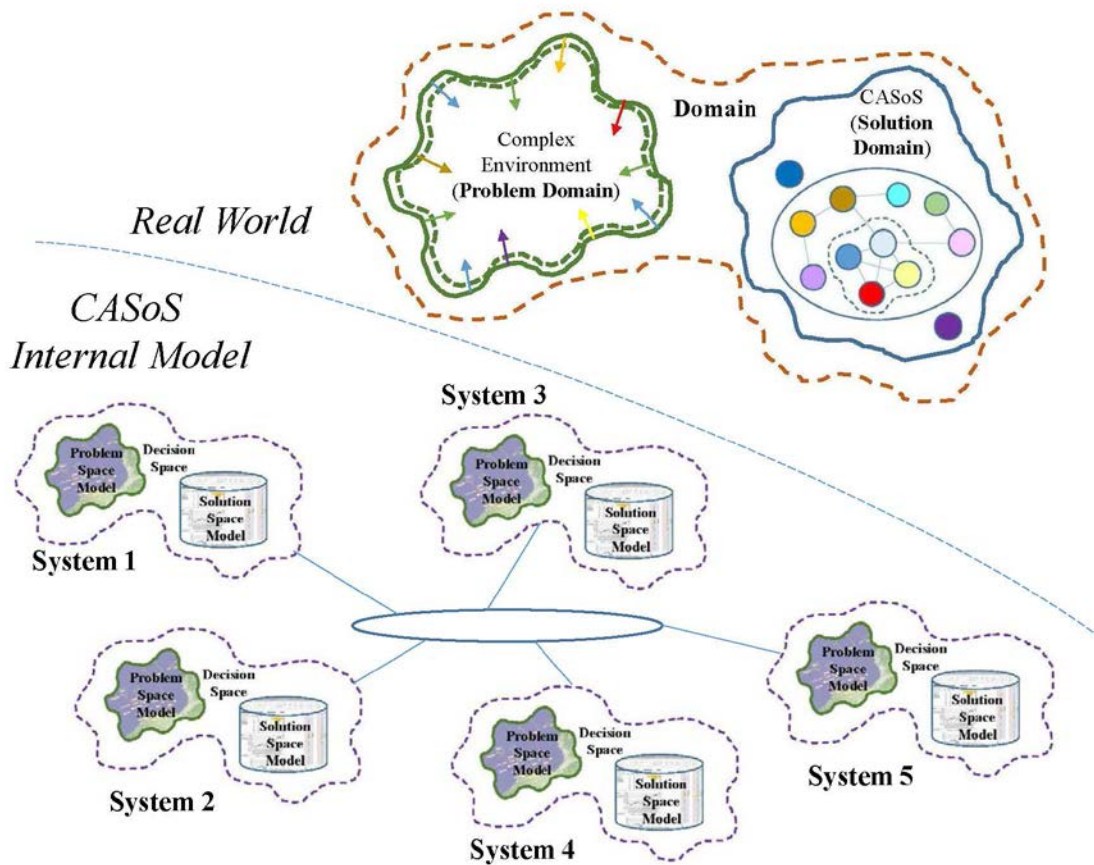 Complex
Environment
(Problem Domain)
Domain
CASoS
(Solution
Domain)
Real World
CASoS
Internal Model
System 3
Problem
Space
Model
Decision
Space
Solution
Space
Model
System 1
Problem
Space
Model
Decision
Space
Solution
Space
Model
Problem
Space
Model
Decision
Space
Solution
Space
Model
System 2
Problem
Space
Model
Decision
Space
Solution
Space
Model
System 4
Problem
Space
Model
Decision
Space
Solution
Space
Model
System 5